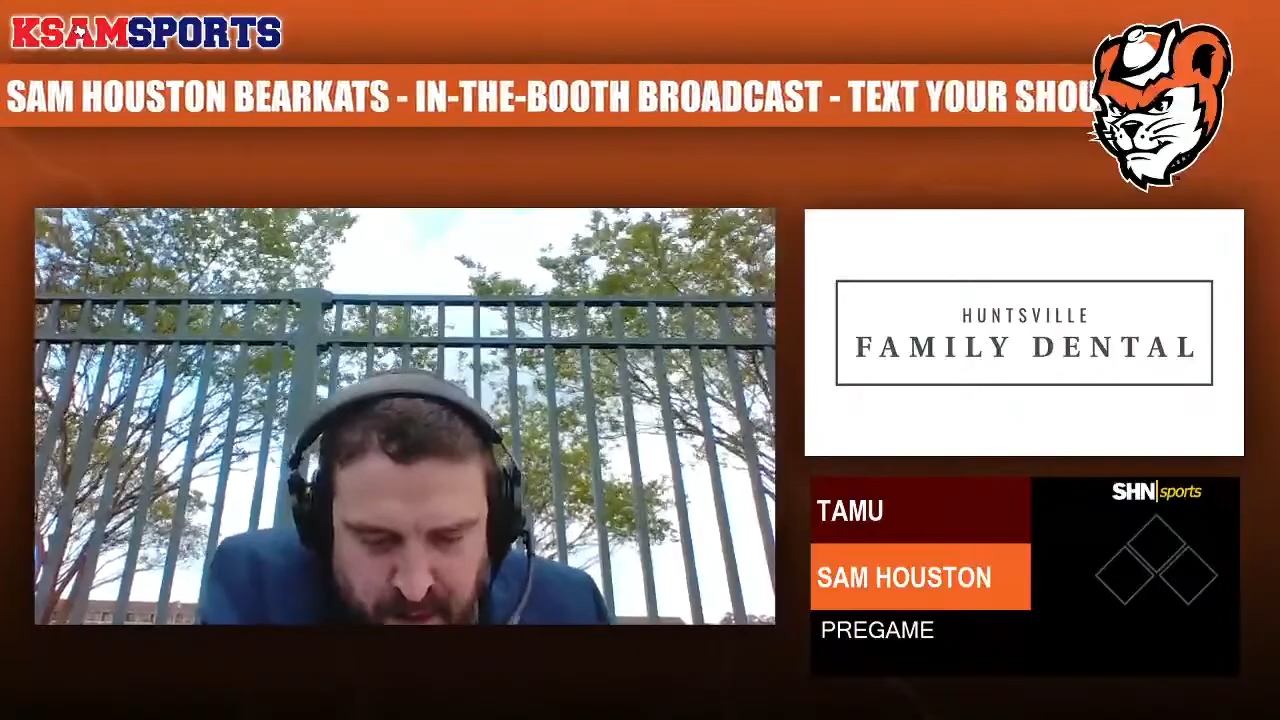 KSAMSPORTS
SAM HOUSTON BEARKATS - IN-THE-BOOTH BROADCAST - TEXT YOUR SHOU
HUNTSVILLE
FAMILY DENTAL
SHN|sports
TAMU
SAM HOUSTON
PREGAME